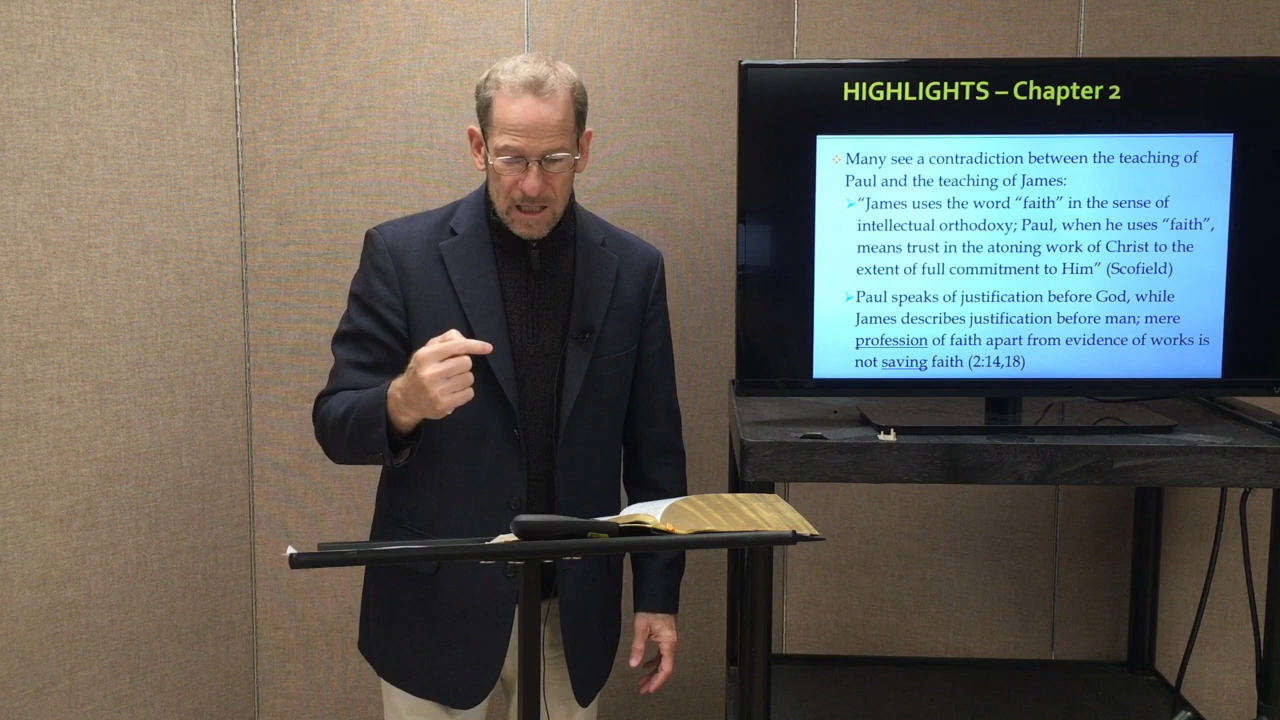 HIGHLIGHTS – Chapter 2
Many see a contradiction between the teaching of
Paul and the teaching of James:
“James uses the word “faith” in the sense of
intellectual orthodoxy; Paul, when he uses “faith”,
means trust in the atoning work of Christ to the
extent of full commitment to Him” (Scofield)
Paul speaks of justification before God, while
James describes justification before man; mere
profession of faith apart from evidence of works is
not saving faith (2:14,18)